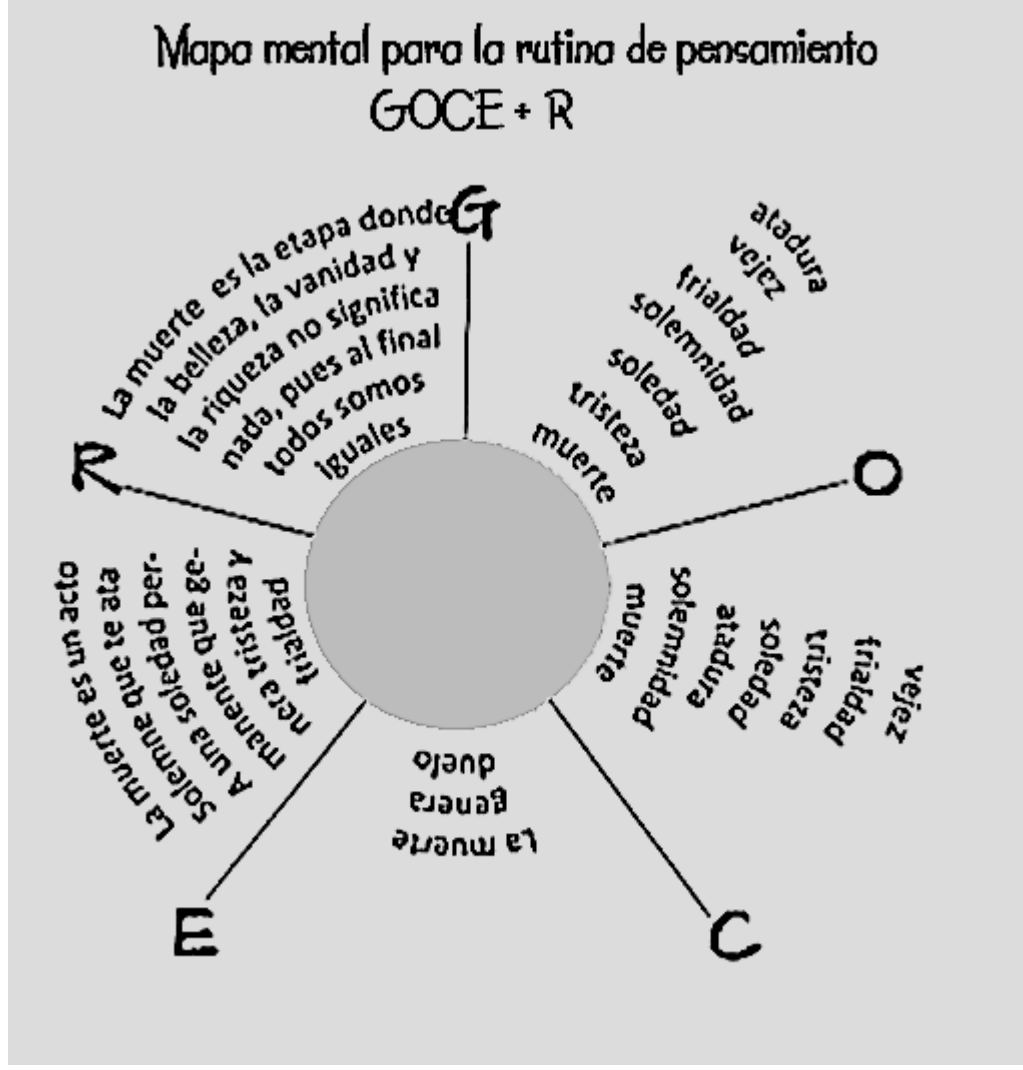 Mapa mental para la rutina de pensamiento
GOCE + R
G
atadura
vejez
frialdad
solemnidad
soledad
tristeza
muerte
O
vejez
frialdad
tristeza
soledad
atadura
solemnidad
muerte
C
La muerte
genera
duelo
E
La muerte es un acto
Solemne que te ata
A una soledad per-
manente que ge-
nera tristeza y
frialdad
R
La muerte es la etapa donde
la belleza, la vanidad y
la riqueza no significa
nada, pues al final
todos somos
iguales